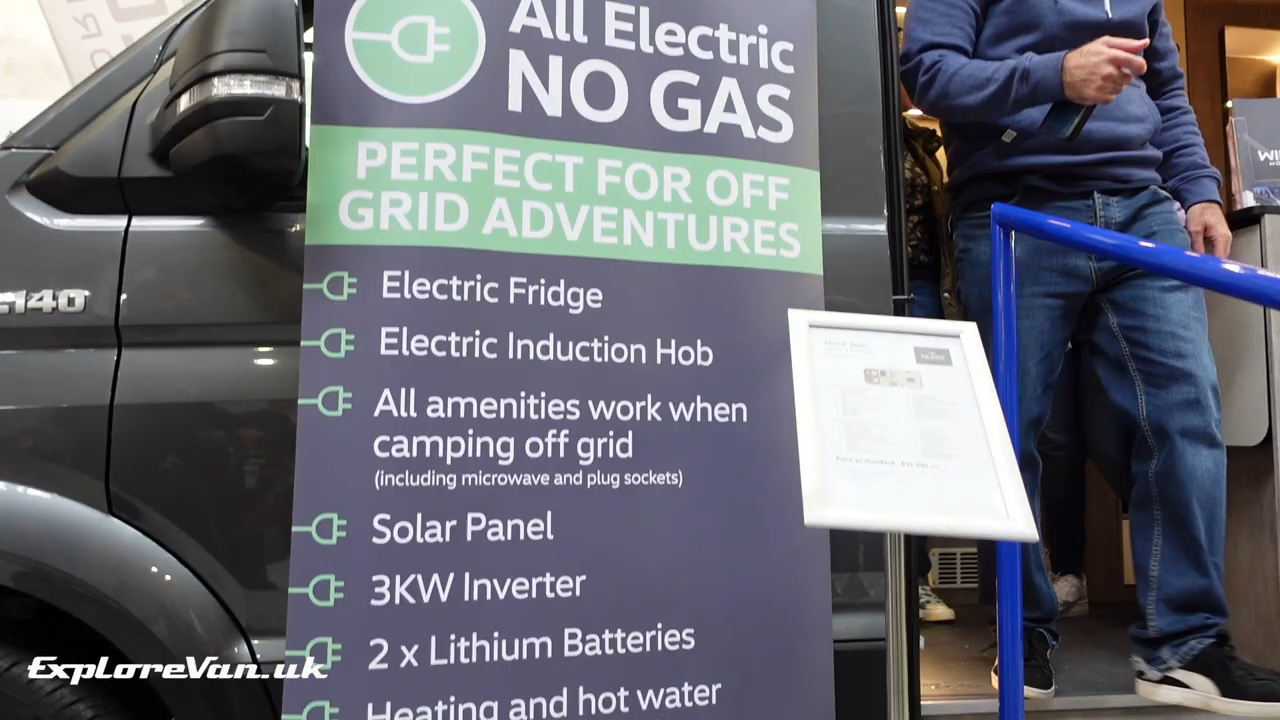 All Electric
NO GAS
PERFECT FOR OFF
GRID ADVENTURES
Electric Fridge
Electric Induction Hob
All amenities work when
camping off grid
(including microwave and plug sockets)
Solar Panel
3KW Inverter
2 x Lithium Batteries
Heating and hot water
140
ExploreVan.uk